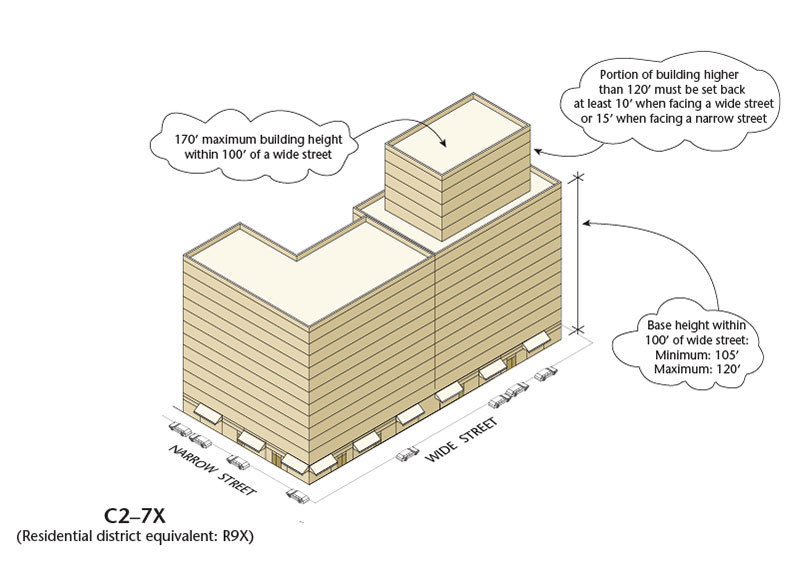 Portion of building higher
than 120′ must be set back
at least 10′ when facing a wide street
or 15′ when facing a narrow street
170′ maximum building height
within 100′ of a wide street
Base height within
100′ of wide street:
Minimum: 105′
Maximum: 120′
NARROW STREET
WIDE STREET
C2–7X
(Residential district equivalent: R9X)